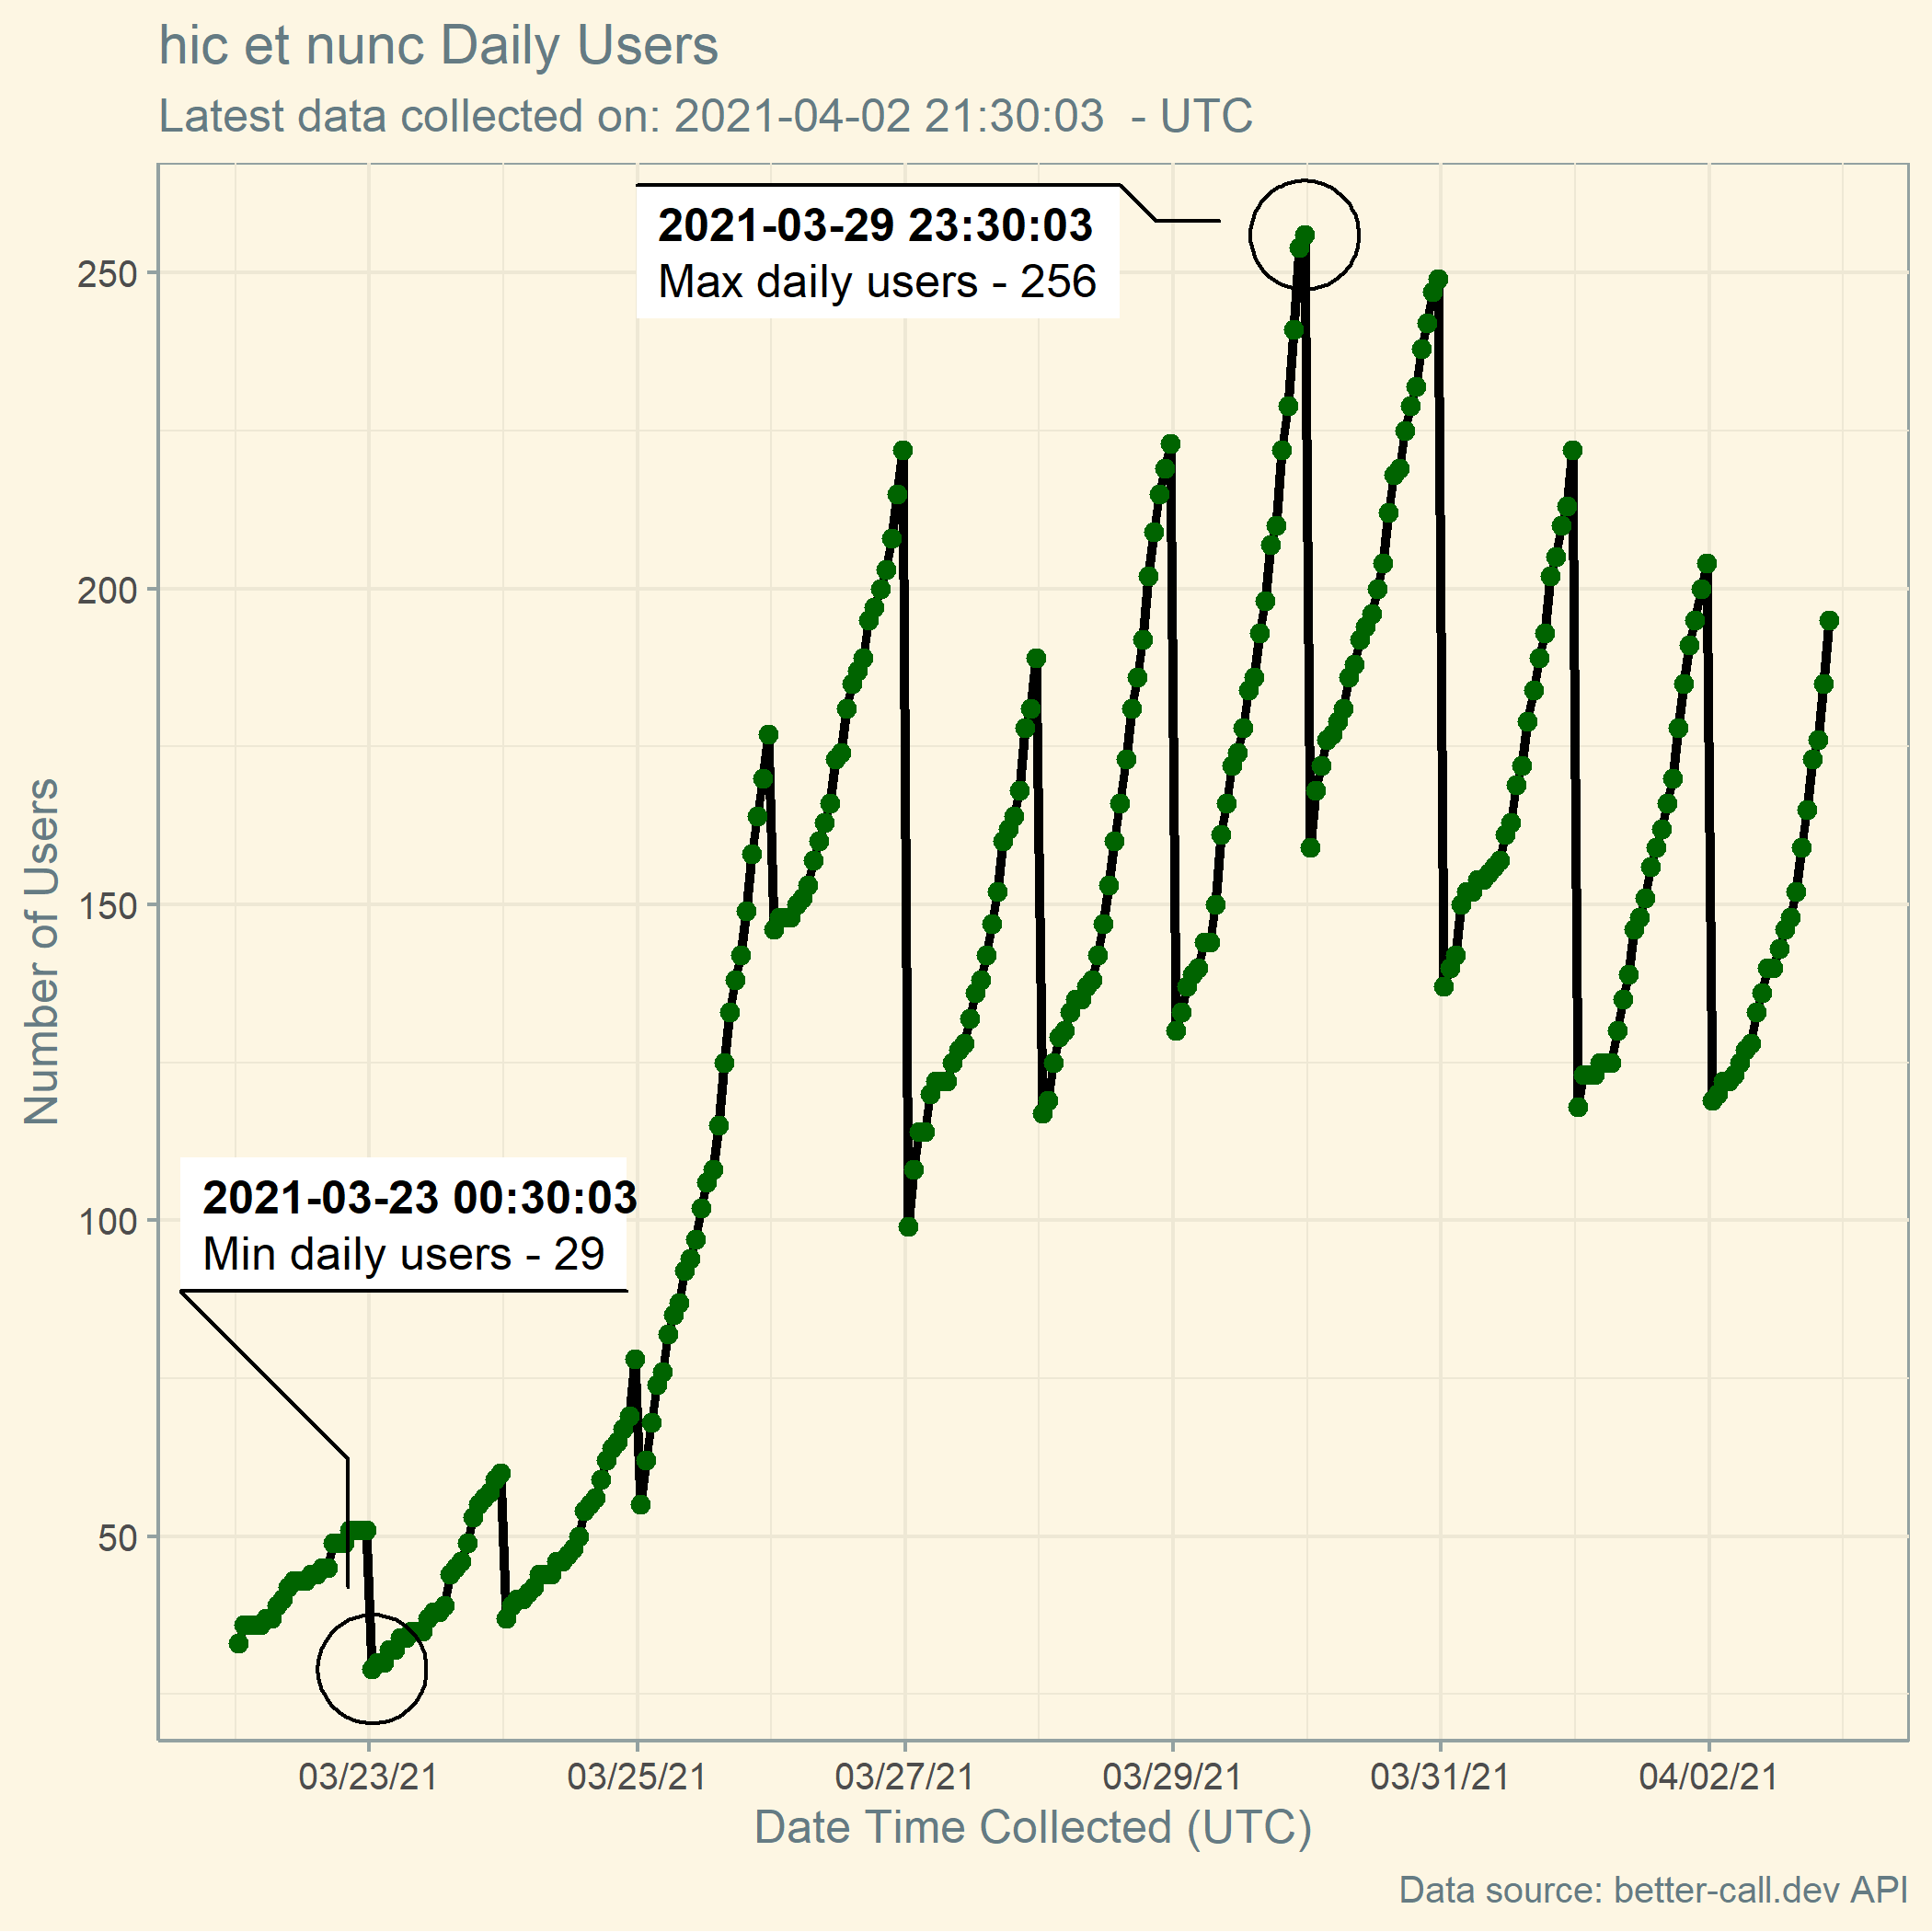 hic et nunc Daily Users
Latest data collected on: 2021-04-02 21:30:03  - UTC
2021-03-29 23:30:03
Max daily users - 256
250
200
150
100
50
Number of Users
2021-03-23 00:30:03
Min daily users - 29
03/23/21
03/25/21
03/27/21
03/29/21
03/31/21
04/02/21
Date Time Collected (UTC)
Data source: better-call.dev API